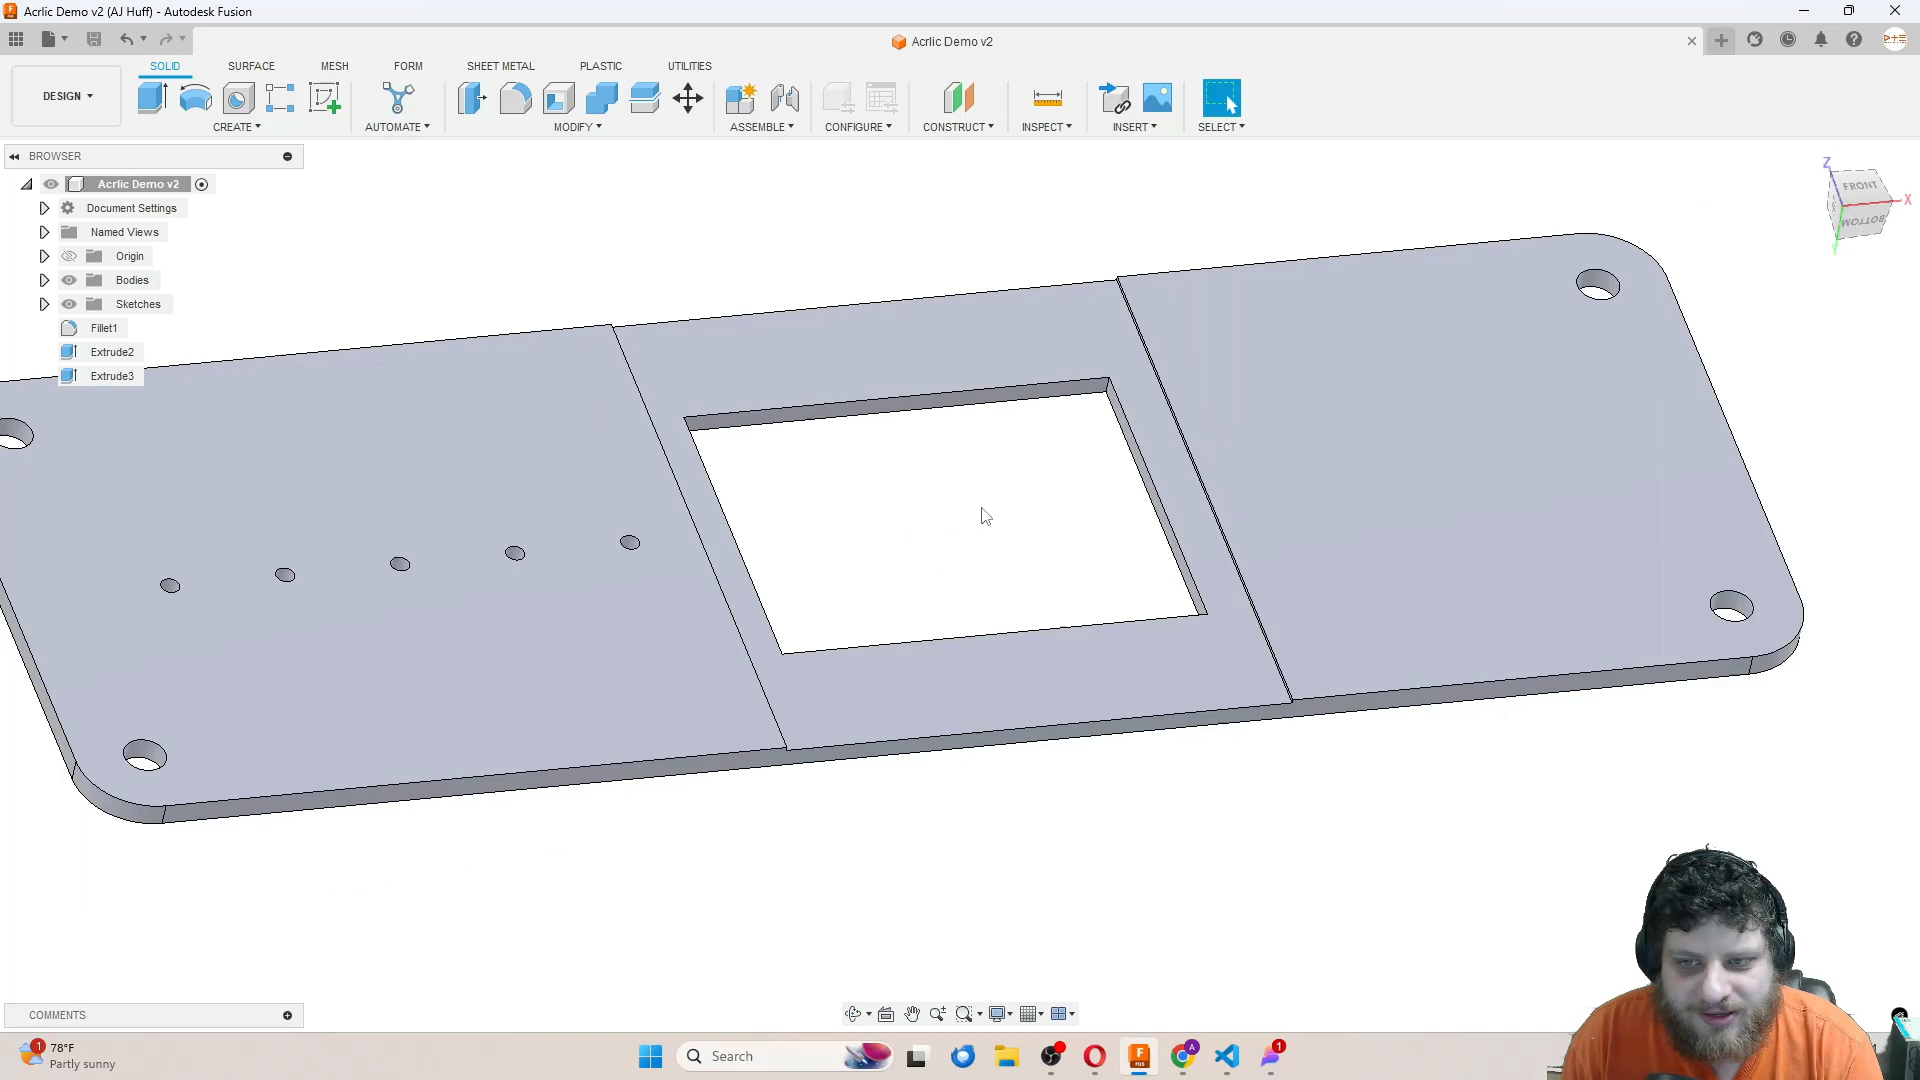 Acrlic Demo v2 (AJ Huff) - Autodesk Fusion
Acrlic Demo v2
DESIGN
SOLID
SURFACE
MESH
FORM
SHEET METAL
PLASTIC
UTILITIES
CREATE
AUTOMATE
MODIFY
ASSEMBLE
CONFIGURE
CONSTRUCT
INSPECT
INSERT
SELECT
BROWSER
Acrlic Demo v2
Document Settings
Named Views
Origin
Bodies
Sketches
Fillet1
Extrude2
Extrude3
Z
FRONT
X
BOTTOM
Y
COMMENTS
1
78°F
Partly sunny
Search
A
1